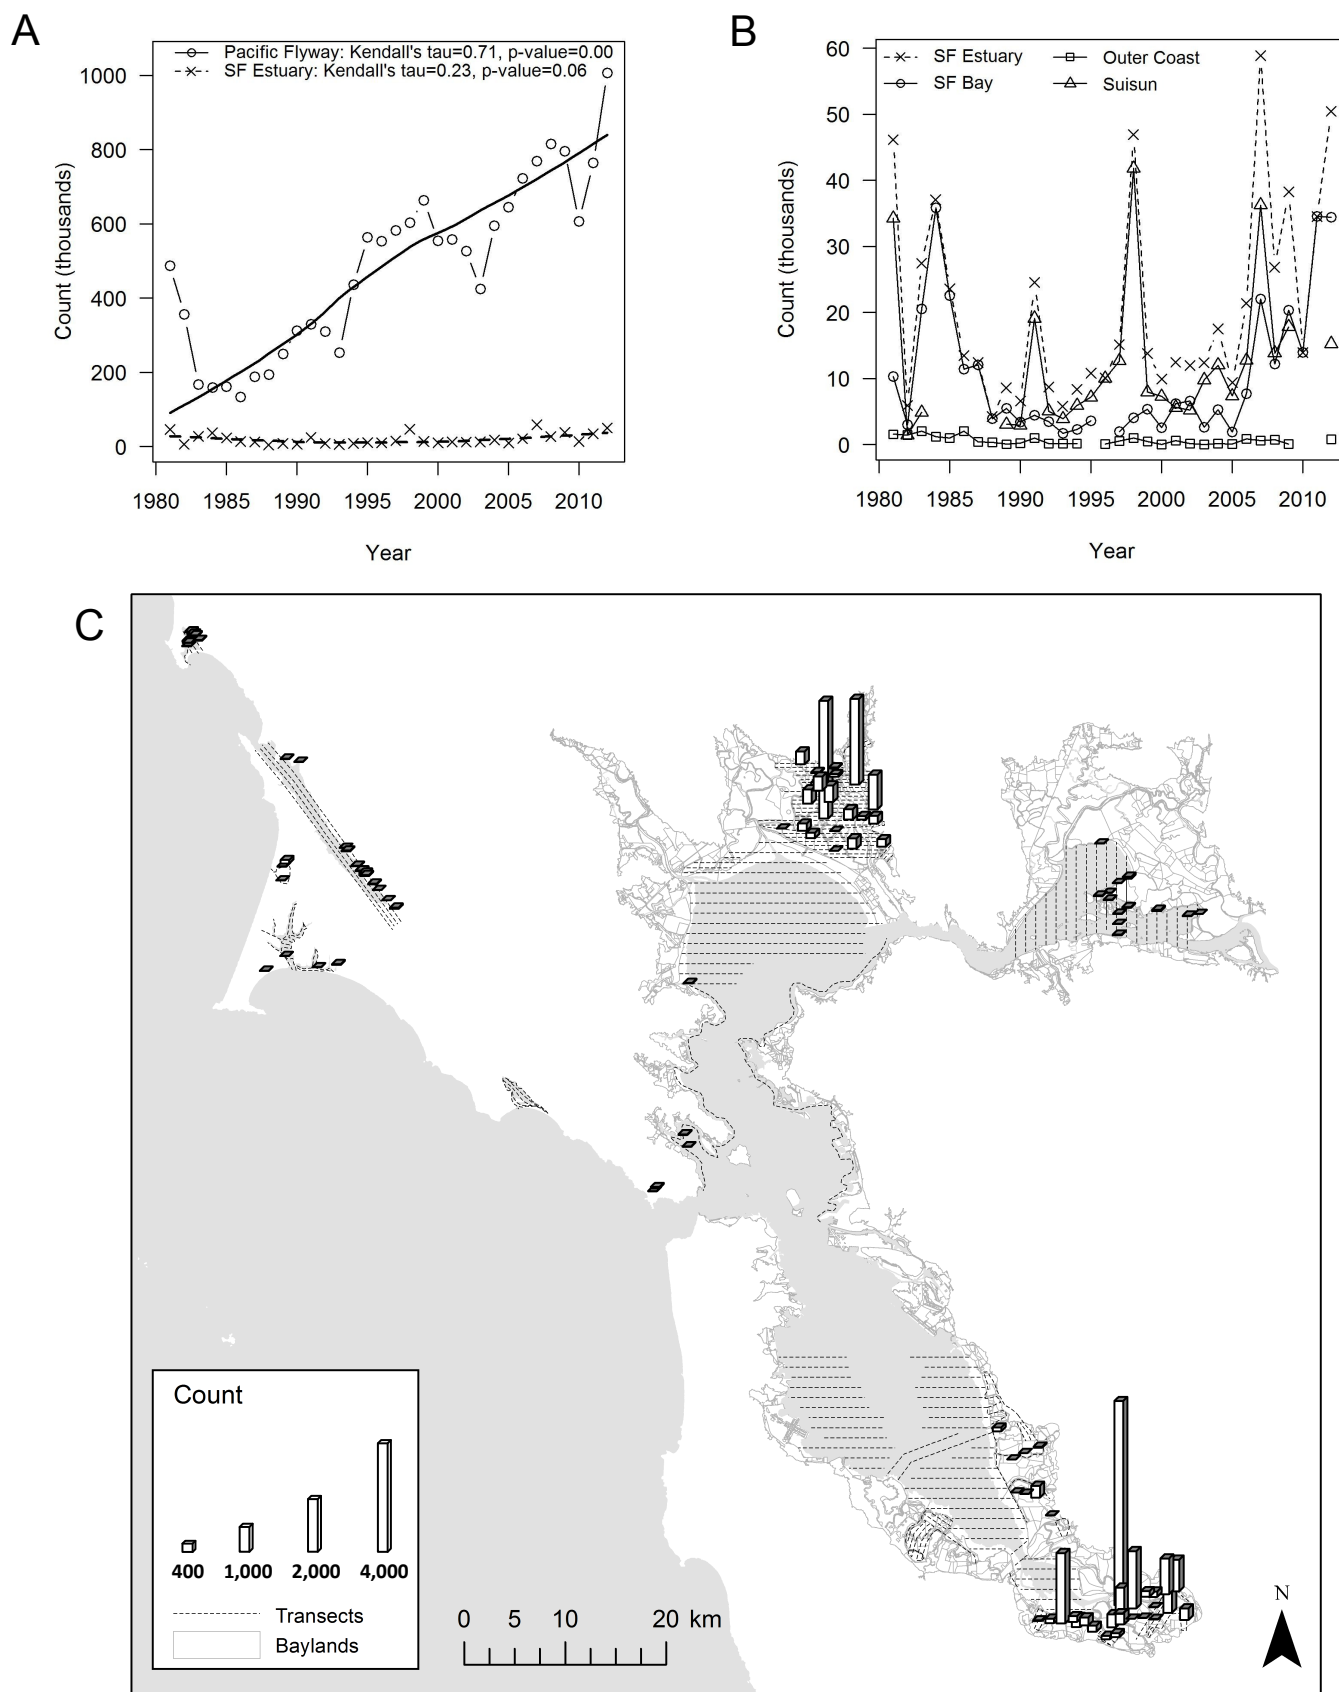 A
Pacific Flyway: Kendall's tau=0.71, p-value=0.00
SF Estuary: Kendall's tau=0.23, p-value=0.06
Count (thousands)
1000
800
600
400
200
0
1980 1985 1990 1995 2000 2005 2010
Year
B
SF Estuary Outer Coast
SF Bay Suisun
Count (thousands)
60
50
40
30
20
10
0
1980 1985 1990 1995 2000 2005 2010
Year
C
Count
400 1,000 2,000 4,000
Transects
Baylands
0 5 10 20 km
N